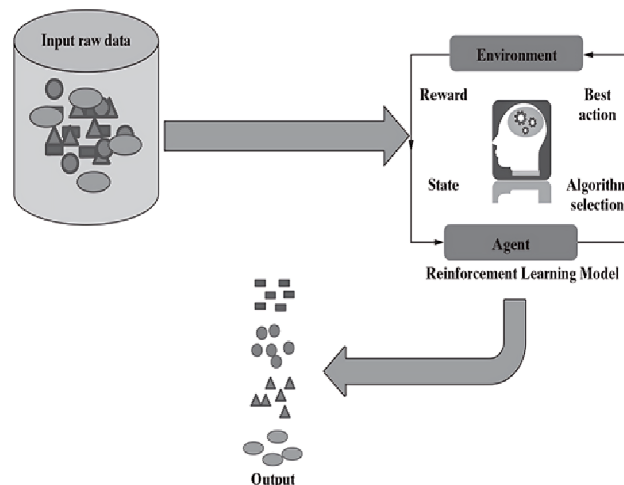 Input raw data
Environment
Reward
Best
action
State
Algorithm
selection
Agent
Reinforcement Learning Model
Output